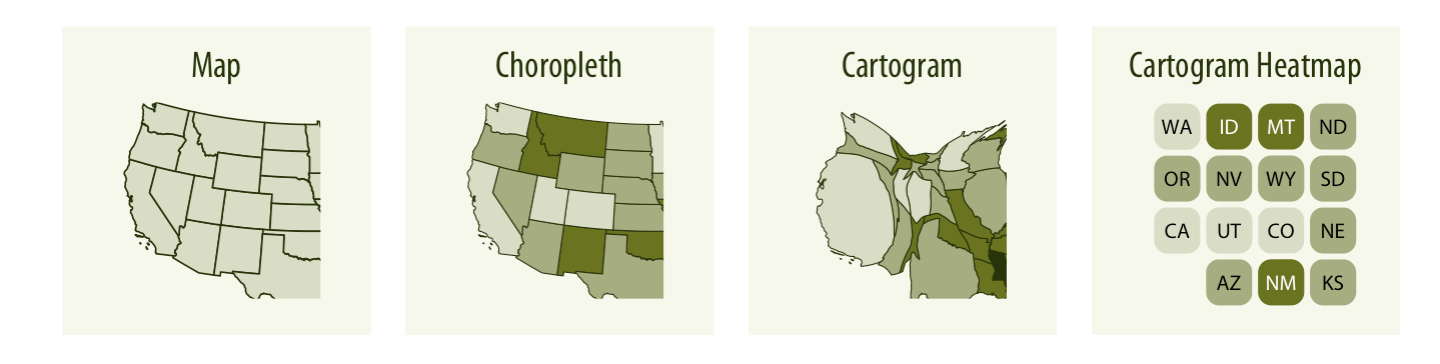 Map
Choropleth
Cartogram
Cartogram Heatmap
WA ID MT ND
OR NV WY SD
CA UT CO NE
AZ NM KS